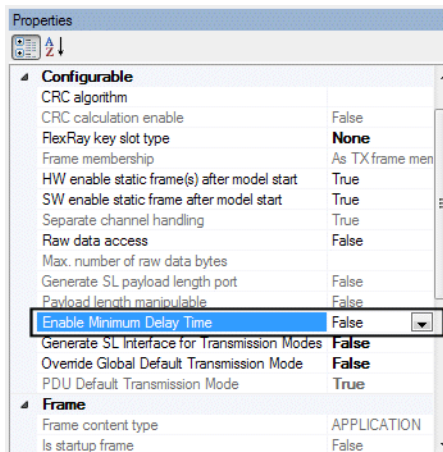 Properties
Configurable
CRC algorithm
CRC calculation enable False
FlexRay key slot type None
Frame membership As TX frame mem
HW enable static frame(s) after model start True
SW enable static frame after model start True
Separate channel handling True
Raw data access False
Max. number of raw data bytes
Generate SL payload length port False
Payload length manipulable False
Enable Minimum Delay Time False
Generate SL Interface for Transmission Modes False
Override Global Default Transmission Mode False
PDU Default Transmission Mode True
Frame
Frame content type APPLICATION
Is startup frame False